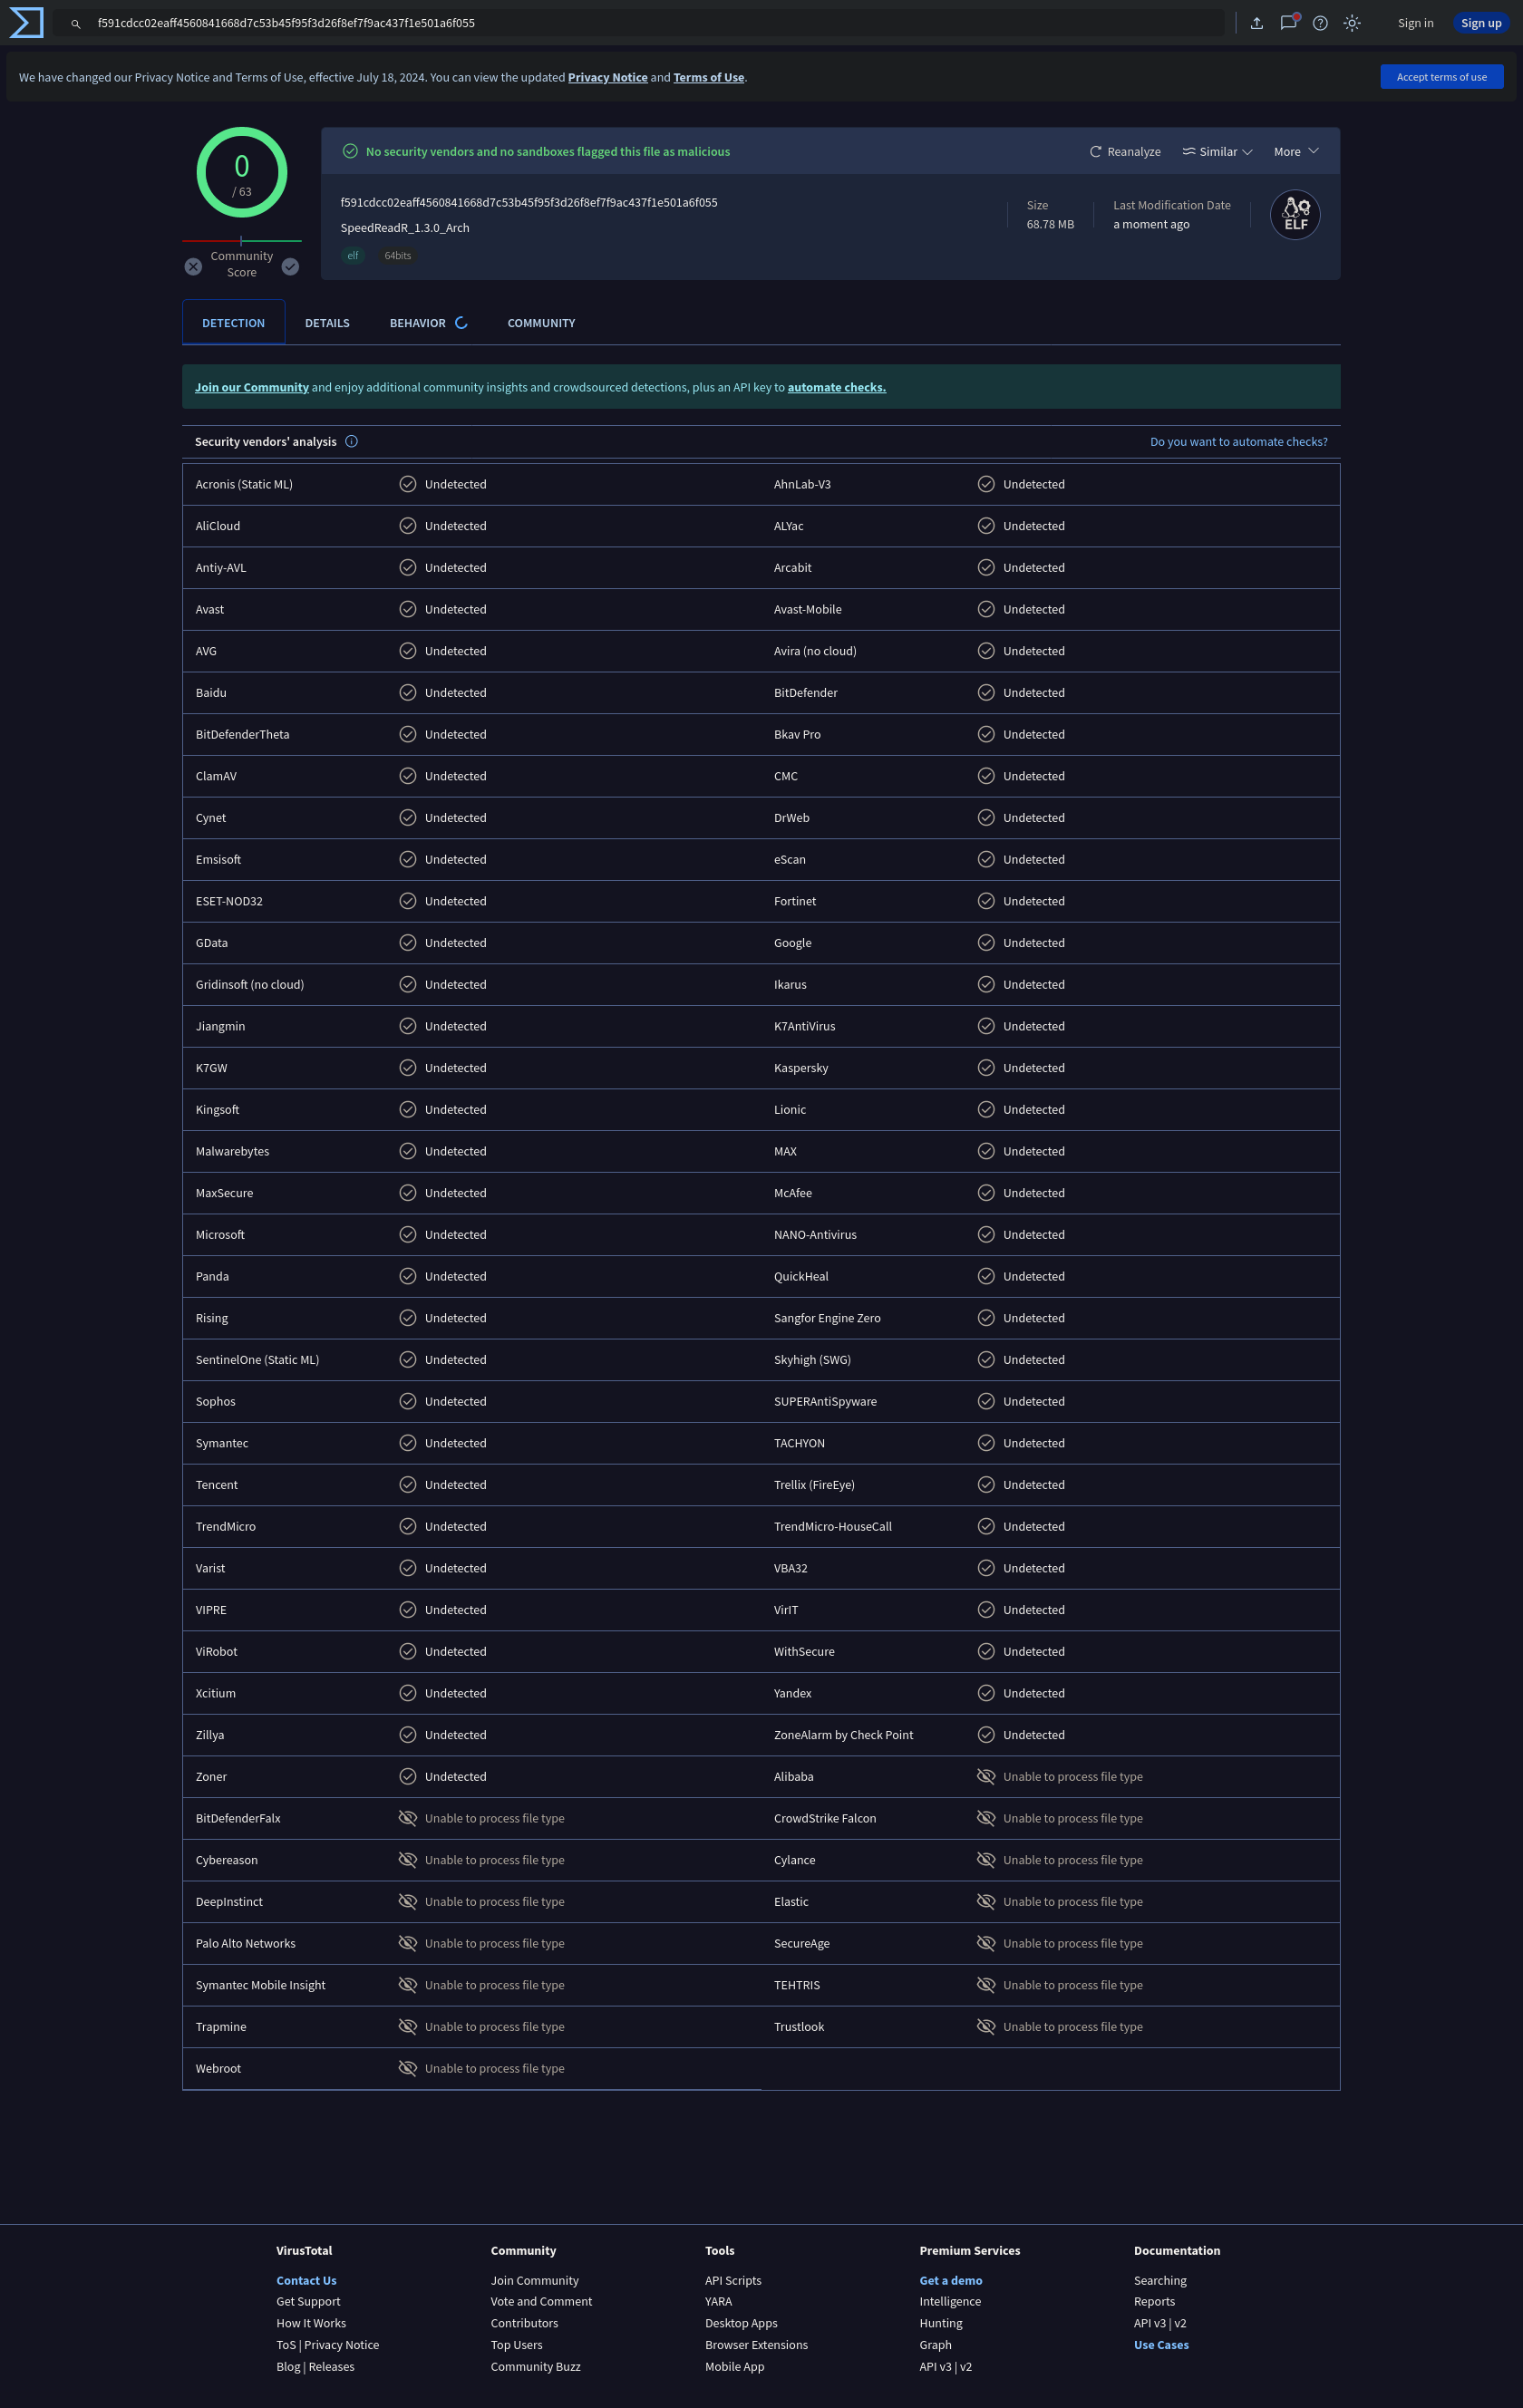 f591cdcc02eaff4560841668d7c53b45f95f3d26f8ef7f9ac437f1e501a6f055
Sign in
Sign up
We have changed our Privacy Notice and Terms of Use, effective July 18, 2024. You can view the updated Privacy Notice and Terms of Use.
Accept terms of use
0
/ 63
Community
Score
No security vendors and no sandboxes flagged this file as malicious
Reanalyze
Similar
More
f591cdcc02eaff4560841668d7c53b45f95f3d26f8ef7f9ac437f1e501a6f055
SpeedReadR_1.3.0_Arch
elf
64bits
Size
68.78 MB
Last Modification Date
a moment ago
ELF
DETECTION
DETAILS
BEHAVIOR
COMMUNITY
Join our Community and enjoy additional community insights and crowdsourced detections, plus an API key to automate checks.
Security vendors' analysis
Do you want to automate checks?
Acronis (Static ML) Undetected AhnLab-V3 Undetected
AliCloud Undetected ALYac Undetected
Antiy-AVL Undetected Arcabit Undetected
Avast Undetected Avast-Mobile Undetected
AVG Undetected Avira (no cloud) Undetected
Baidu Undetected BitDefender Undetected
BitDefenderTheta Undetected Bkav Pro Undetected
ClamAV Undetected CMC Undetected
Cynet Undetected DrWeb Undetected
Emsisoft Undetected eScan Undetected
ESET-NOD32 Undetected Fortinet Undetected
GData Undetected Google Undetected
Gridinsoft (no cloud) Undetected Ikarus Undetected
Jiangmin Undetected K7AntiVirus Undetected
K7GW Undetected Kaspersky Undetected
Kingsoft Undetected Lionic Undetected
Malwarebytes Undetected MAX Undetected
MaxSecure Undetected McAfee Undetected
Microsoft Undetected NANO-Antivirus Undetected
Panda Undetected QuickHeal Undetected
Rising Undetected Sangfor Engine Zero Undetected
SentinelOne (Static ML) Undetected Skyhigh (SWG) Undetected
Sophos Undetected SUPERAntiSpyware Undetected
Symantec Undetected TACHYON Undetected
Tencent Undetected Trellix (FireEye) Undetected
TrendMicro Undetected TrendMicro-HouseCall Undetected
Varist Undetected VBA32 Undetected
VIPRE Undetected VirIT Undetected
ViRobot Undetected WithSecure Undetected
Xcitium Undetected Yandex Undetected
Zillya Undetected ZoneAlarm by Check Point Undetected
Zoner Undetected Alibaba Unable to process file type
BitDefenderFalx Unable to process file type CrowdStrike Falcon Unable to process file type
Cybereason Unable to process file type Cylance Unable to process file type
DeepInstinct Unable to process file type Elastic Unable to process file type
Palo Alto Networks Unable to process file type SecureAge Unable to process file type
Symantec Mobile Insight Unable to process file type TEHTRIS Unable to process file type
Trapmine Unable to process file type Trustlook Unable to process file type
Webroot Unable to process file type
VirusTotal
Contact Us
Get Support
How It Works
ToS | Privacy Notice
Blog | Releases
Community
Join Community
Vote and Comment
Contributors
Top Users
Community Buzz
Tools
API Scripts
YARA
Desktop Apps
Browser Extensions
Mobile App
Premium Services
Get a demo
Intelligence
Hunting
Graph
API v3 | v2
Documentation
Searching
Reports
API v3 | v2
Use Cases